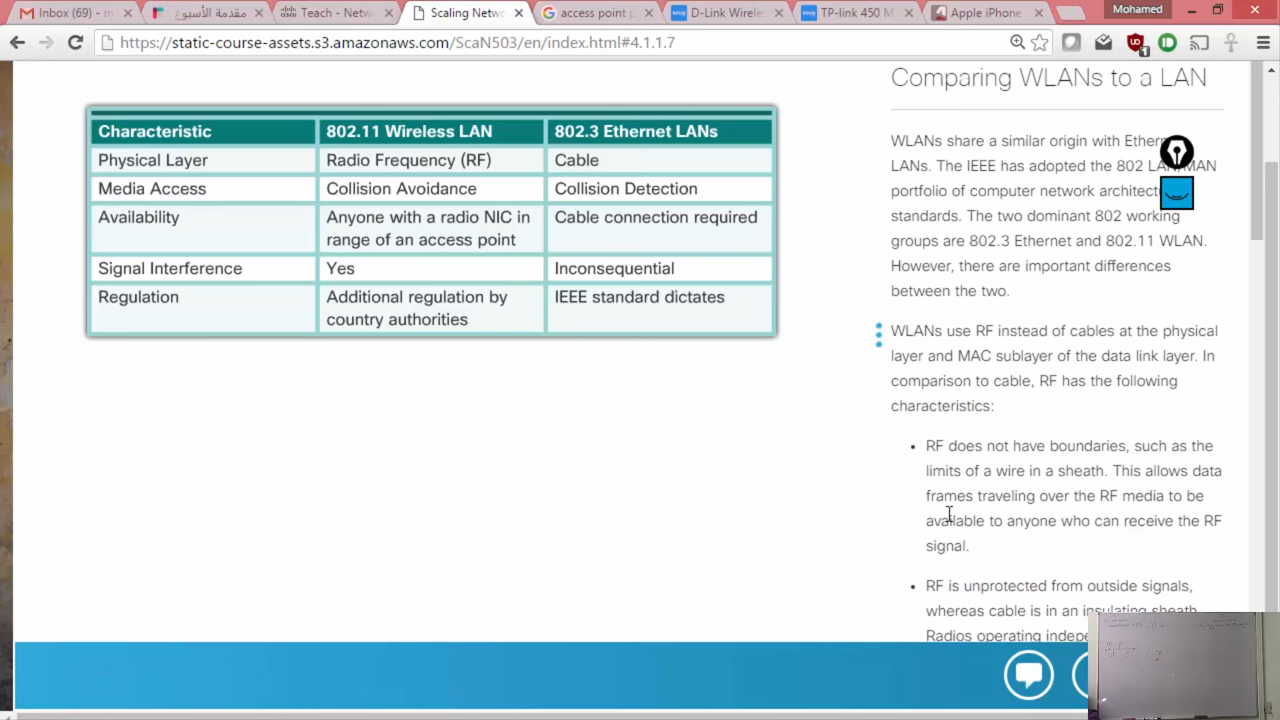 Inbox (69) - m
مقدمة الأسبوع
Teach - Netw
Scaling Netwo
access point p
D-Link Wirele
TP-link 450 M
Apple iPhone
Mohamed
https://static-course-assets.s3.amazonaws.com/ScaN503/en/index.html#4.1.1.7
Characteristic 802.11 Wireless LAN 802.3 Ethernet LANs
Physical Layer Radio Frequency (RF) Cable
Media Access Collision Avoidance Collision Detection
Availability Anyone with a radio NIC in Cable connection required
range of an access point
Signal Interference Yes Inconsequential
Regulation Additional regulation by IEEE standard dictates
country authorities
Comparing WLANs to a LAN
WLANs share a similar origin with Ethern
LANs. The IEEE has adopted the 802 LAN/MAN
portfolio of computer network architect
standards. The two dominant 802 working
groups are 802.3 Ethernet and 802.11 WLAN.
However, there are important differences
between the two.
WLANs use RF instead of cables at the physical
layer and MAC sublayer of the data link layer. In
comparison to cable, RF has the following
characteristics:
• RF does not have boundaries, such as the
limits of a wire in a sheath. This allows data
frames traveling over the RF media to be
available to anyone who can receive the RF
signal.
• RF is unprotected from outside signals,
whereas cable is in an insulating sheath.
Radios operating indepe